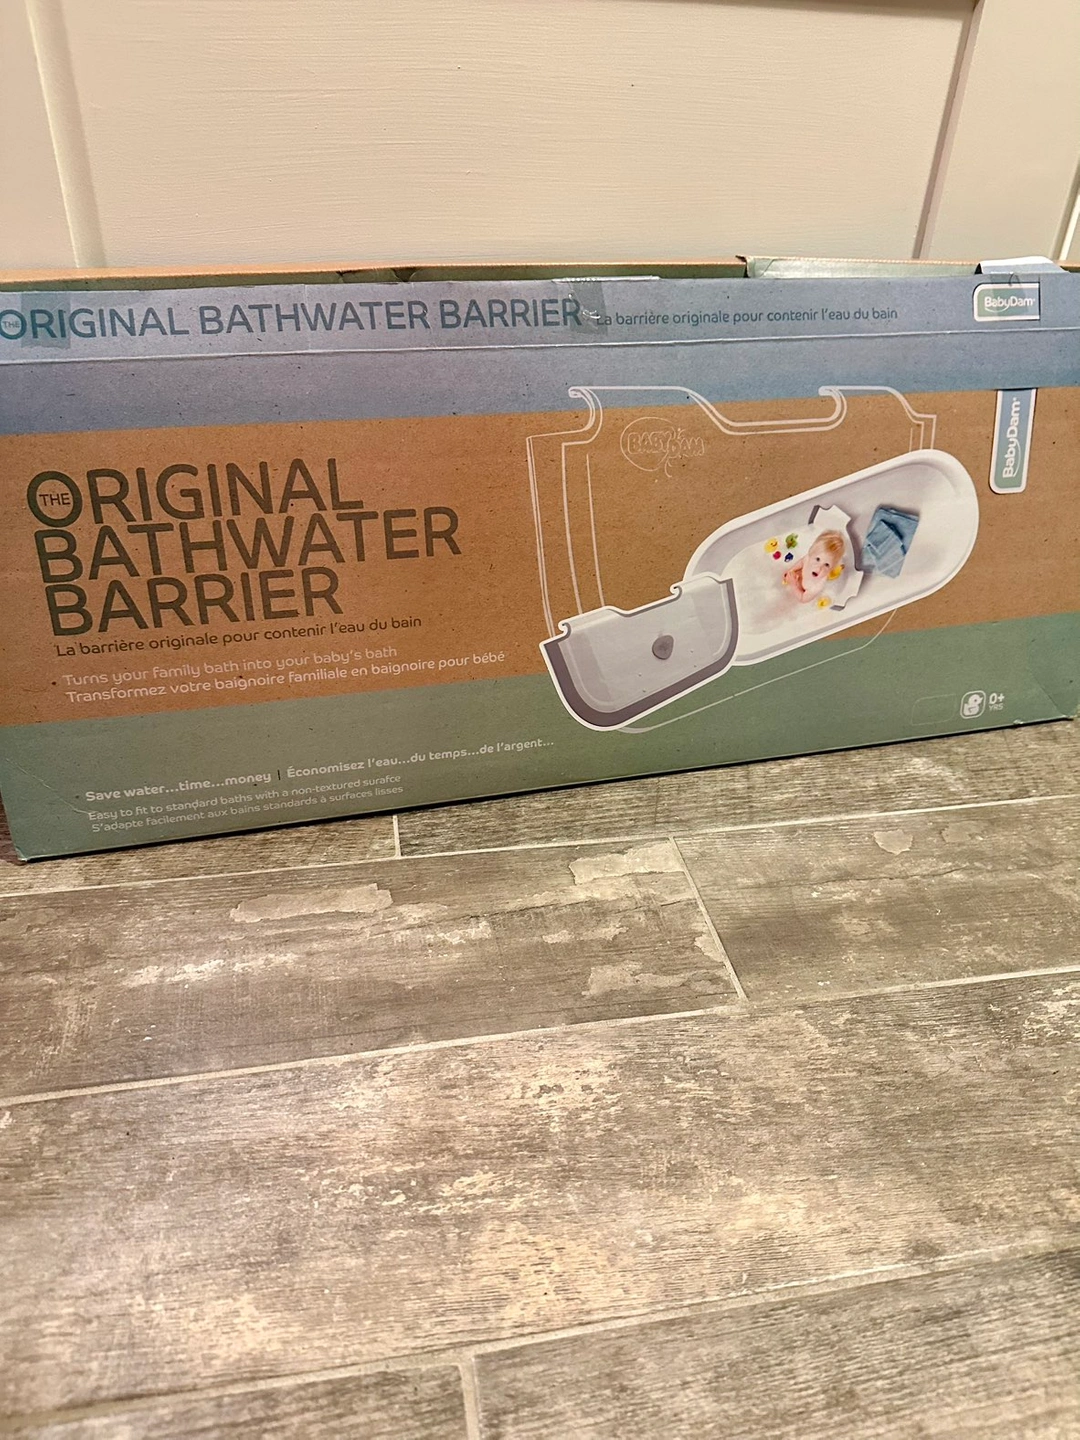 THE ORIGINAL BATHWATER BARRIER La barrière originale pour contenir l'eau du bain
BabyDam
BabyDam
BABY DAM
THE ORIGINAL
BATHWATER
BARRIER
La barrière originale pour contenir l'eau du bain
Turns your family bath into your baby's bath
Transformez votre baignoire familiale en baignoire pour bébé
0+
YRS
Save water...time...money | Économisez l'eau...du temps...de l'argent...
Easy to fit to standard baths with a non-textured surafce
S'adapte facilement aux bains standards à surfaces lisses